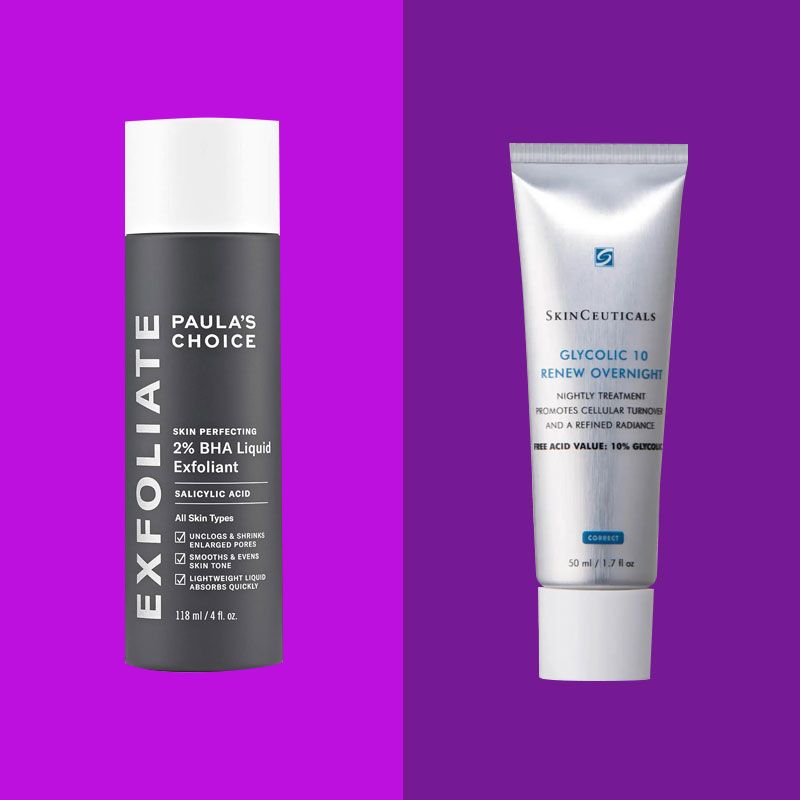 EXFOLIATE
PAULA'S
CHOICE
SKIN PERFECTING
2% BHA Liquid
Exfoliant
SALICYLIC ACID
All Skin Types
UNCLOGS & SHRINKS
ENLARGED PORES
SMOOTHS & EVENS
SKIN TONE
LIGHTWEIGHT LIQUID
ABSORBS QUICKLY
118 ml / 4 fl. oz.
SKINCEUTICALS
GLYCOLIC 10
RENEW OVERNIGHT
NIGHTLY TREATMENT
PROMOTES CELLULAR TURNOVER
AND A REFINED RADIANCE
FREE ACID VALUE: 10% GLYCOLIC
CORRECT
50 ml / 1.7 fl oz